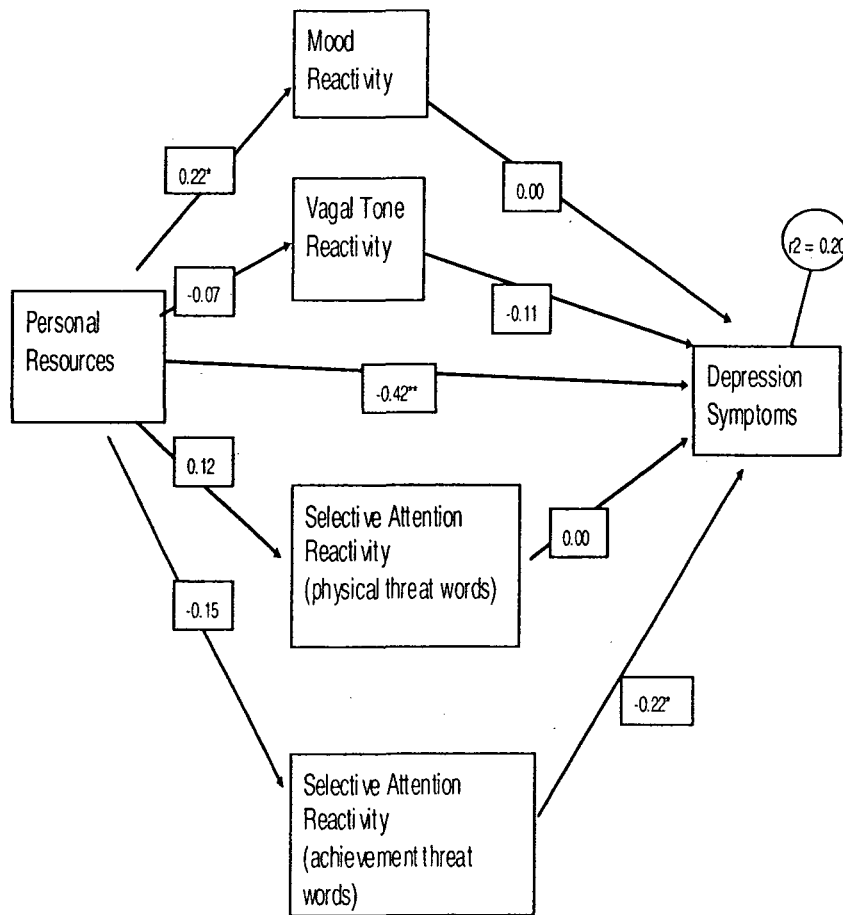 Mood
Reactivity
0.22*
0.00
Vagal Tone
Reactivity
r2 = 0.20
-0.07
-0.11
Personal
Resources
-0.42**
Depression
Symptoms
0.12
Selective Attention
Reactivity
(physical threat words)
0.00
-0.15
-0.22*
Selective Attention
Reactivity
(achievement threat
words)